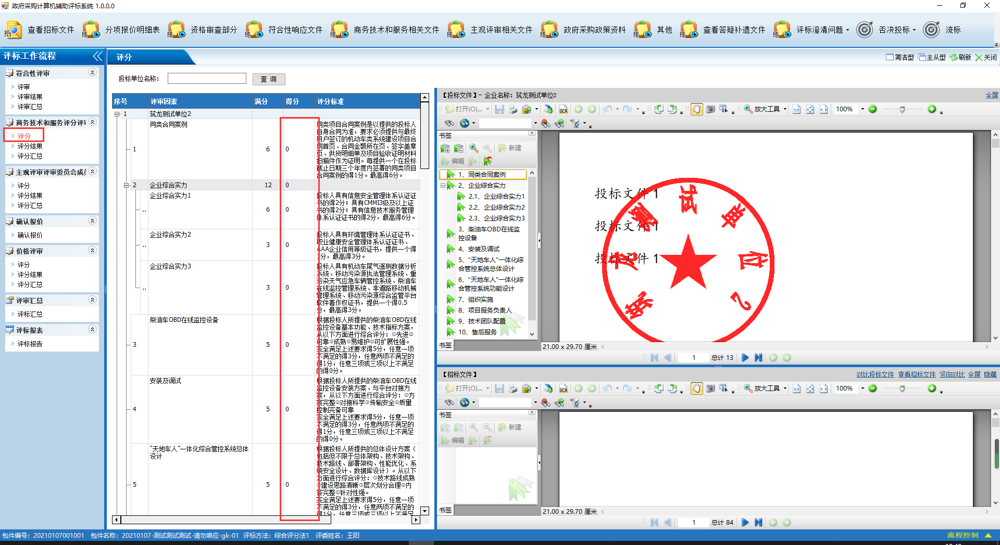 政府采购计算机辅助评标系统 1.0.0.0
查看招标文件 分项报价明细表 资格审查部分 符合性响应文件 商务技术和服务相关文件 主观评审相关文件 政府采购政策资料 其他 查看答疑补遗文件 评标澄清问题 否决投标 流标
评标工作流程
符合性评审
评审
评审结果
评审汇总
商务技术和服务评分评审
评分
评分结果
评分汇总
主观评审评审委员会成员
评分
评分结果
评分汇总
确认报价
确认报价
价格评审
评分
评分结果
评分汇总
评审汇总
评标汇总
评标报表
评标报告
评分
简洁型 主从型 刷新 关闭
投标单位名称： 查 询
序号 评审因素 满分 得分 评分标准
1 筑龙测试单位2
1 同类合同案例 6 0
同类项目合同案例是以提供的投标人
自身合同为准，要求必须提供与最终
用户签订的机动车类系统建设项目合
同首页、合同金额所在页、签字盖章
页、供货明细单及项目验收证明材料
扫描件作为证明。每提供一个在投标
截止日期三个年度内签署的同类项目
合同案例的得1分。最高得6分。
2 企业综合实力 12 0
.. 企业综合实力1 6 0
投标人具有信息安全管理体系认证证
书的得2分；具有CMMI3级及以上证
书的得2分；具有信息技术服务管理
体系认证证书的得2分，最高得6分。
.. 企业综合实力2 3 0
投标人具有环境管理体系认证证书、
职业健康安全管理体系认证证书、
AAA企业信用等级证书，提供一个得
1分，最高得3分。
.. 企业综合实力3 3 0
投标人具有机动车尾气遥测数据分析
系统、移动污染源执法管理系统、重
污染天气应急车辆管控系统、柴油车
在线监控管理系统、非道路移动机械
管理系统、移动污染源综合监管平台
软件著作权证书，提供一个得0.5
分，最高得3分。
3 柴油车OBD在线监控设备 5 0
根据投标人所提供的柴油车OBD在线
监控设备基本功能、技术指标方案，
从以下方面进行综合评分：①先进②
可靠③成熟④易维护⑤可扩展性强。
完全满足上述要求得5分，任意一项
不满足的得3分，任意两项不满足的
得1分，任意三项或三项以上不满足
的得0分。
4 安装及调试 5 0
根据投标人所提供的柴油车OBD在线
监控设备安装方案、与平台对接方
案，从以下方面进行综合评分：①方
案完整②对接科学③传输安全④质量
控制完备可靠
完全满足上述要求得5分，任意一项
不满足的得3分，任意两项不满足的
得1分，任意三项或三项以上不满足
的得0分。
5 “天地车人”一体化综合管控系统总体
设计 5 0
根据投标人所提供的总体设计方案（
包括但不限于总体架构、技术架构、
技术路线、部署架构、性能优化、系
统安全设计、数据库设计）。从以下
方面进行综合评分：①技术路线成熟
②建设思路清晰③层次划分合理④内
容完整⑤针对性强。
完全满足上述要求得5分，任意一项
不满足的得3分，任意两项不满足的
得1分，任意三项或三项以上不满足
【投标文件】- 企业名称：筑龙测试单位2 全屏
打开(O)... OCR 放大工具 100%
书签
新建
编辑
1、同类合同案例
2、企业综合实力
2.1、企业综合实力1
2.2、企业综合实力2
2.3、企业综合实力3
3、柴油车OBD在线监
控设备
4、安装及调试
5、“天地车人”一体化综
合管控系统总体设计
6、“天地车人”一体化综
合管控系统功能设计
7、组织实施
8、项目服务负责人
9、技术团队配置
10、售后服务
书签
投标文件 1
投标文件 1
投标文件 1
筑龙测试单位2
21.00 x 29.70 厘米
1 总计 13
【招标文件】 对比投标文件 查看招标文件 竖向对比 全屏 隐藏
打开(O)... OCR 放大工具 100%
书签
新建
编辑
书签
21.00 x 29.70 厘米
1 总计 84
包件编号：20210107001001 包件名称：20210107-测试测试测试-请勿响应-gk-01 评标方法：综合评分法1 评委姓名：王阳 流程控制